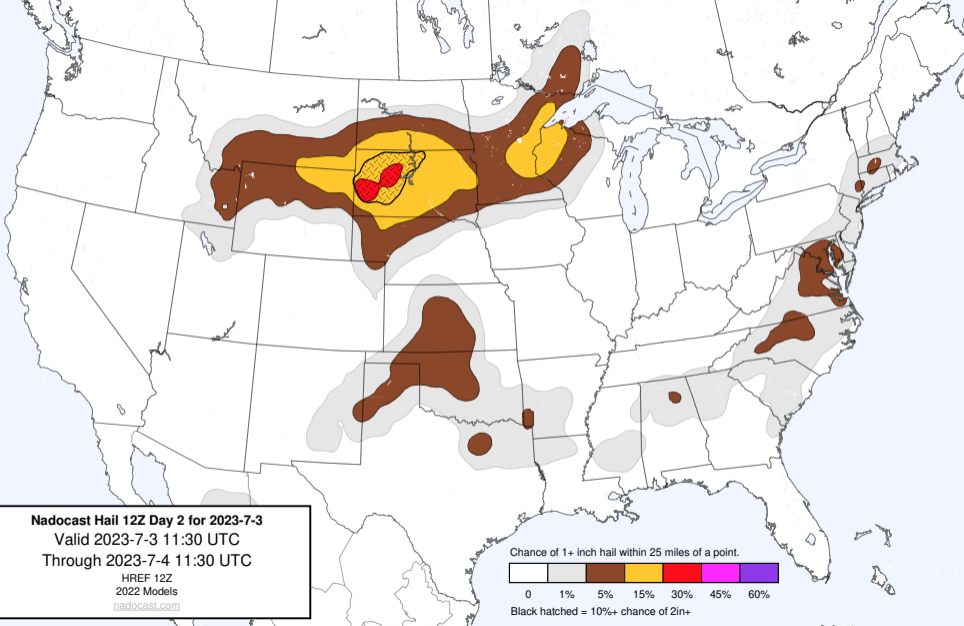 Nadocast Hail 12Z Day 2 for 2023-7-3
Valid 2023-7-3 11:30 UTC
Through 2023-7-4 11:30 UTC
HREF 12Z
2022 Models
nadocast.com
Chance of 1+ inch hail within 25 miles of a point.
0 1% 5% 15% 30% 45% 60%
Black hatched = 10%+ chance of 2in+